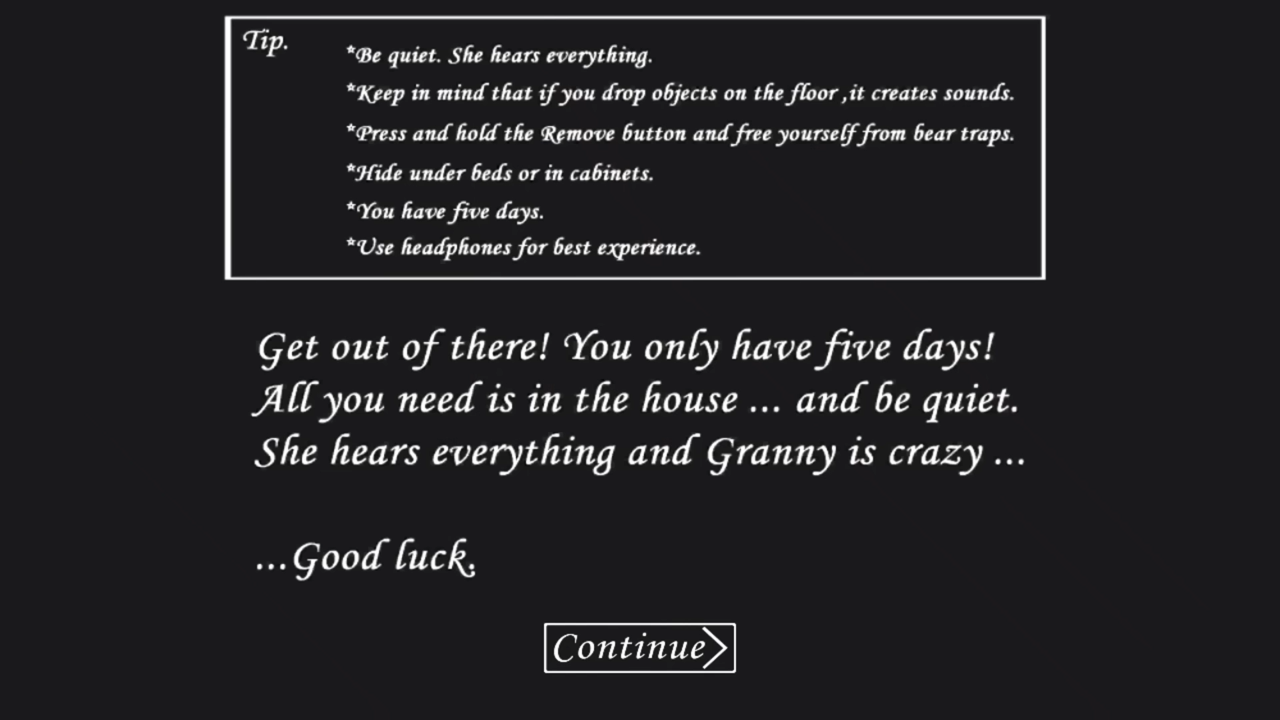 Tip.
*Be quiet. She hears everything.
*Keep in mind that if you drop objects on the floor ,it creates sounds.
*Press and hold the Remove button and free yourself from bear traps.
*Hide under beds or in cabinets.
*You have five days.
*Use headphones for best experience.
Get out of there! You only have five days!
All you need is in the house ... and be quiet.
She hears everything and Granny is crazy ...
...Good luck.
Continue>